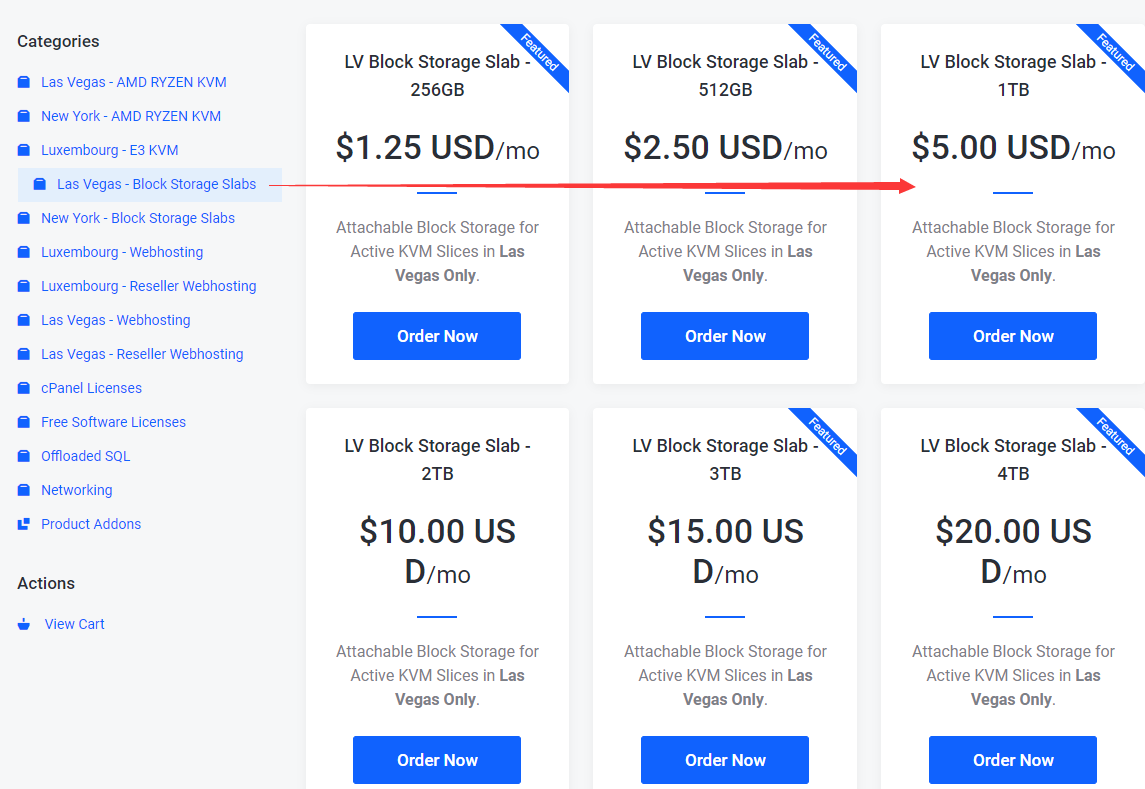 Categories
Las Vegas - AMD RYZEN KVM
New York - AMD RYZEN KVM
Luxembourg - E3 KVM
Las Vegas - Block Storage Slabs
New York - Block Storage Slabs
Luxembourg - Webhosting
Luxembourg - Reseller Webhosting
Las Vegas - Webhosting
Las Vegas - Reseller Webhosting
cPanel Licenses
Free Software Licenses
Offloaded SQL
Networking
Product Addons
Actions
View Cart
Featured
LV Block Storage Slab -
256GB
$1.25 USD/mo
Attachable Block Storage for
Active KVM Slices in Las
Vegas Only.
Order Now
Featured
LV Block Storage Slab -
512GB
$2.50 USD/mo
Attachable Block Storage for
Active KVM Slices in Las
Vegas Only.
Order Now
Featured
LV Block Storage Slab -
1TB
$5.00 USD/mo
Attachable Block Storage for
Active KVM Slices in Las
Vegas Only.
Order Now
LV Block Storage Slab -
2TB
$10.00 US
D/mo
Attachable Block Storage for
Active KVM Slices in Las
Vegas Only.
Order Now
Featured
LV Block Storage Slab -
3TB
$15.00 US
D/mo
Attachable Block Storage for
Active KVM Slices in Las
Vegas Only.
Order Now
Featured
LV Block Storage Slab -
4TB
$20.00 US
D/mo
Attachable Block Storage for
Active KVM Slices in Las
Vegas Only.
Order Now